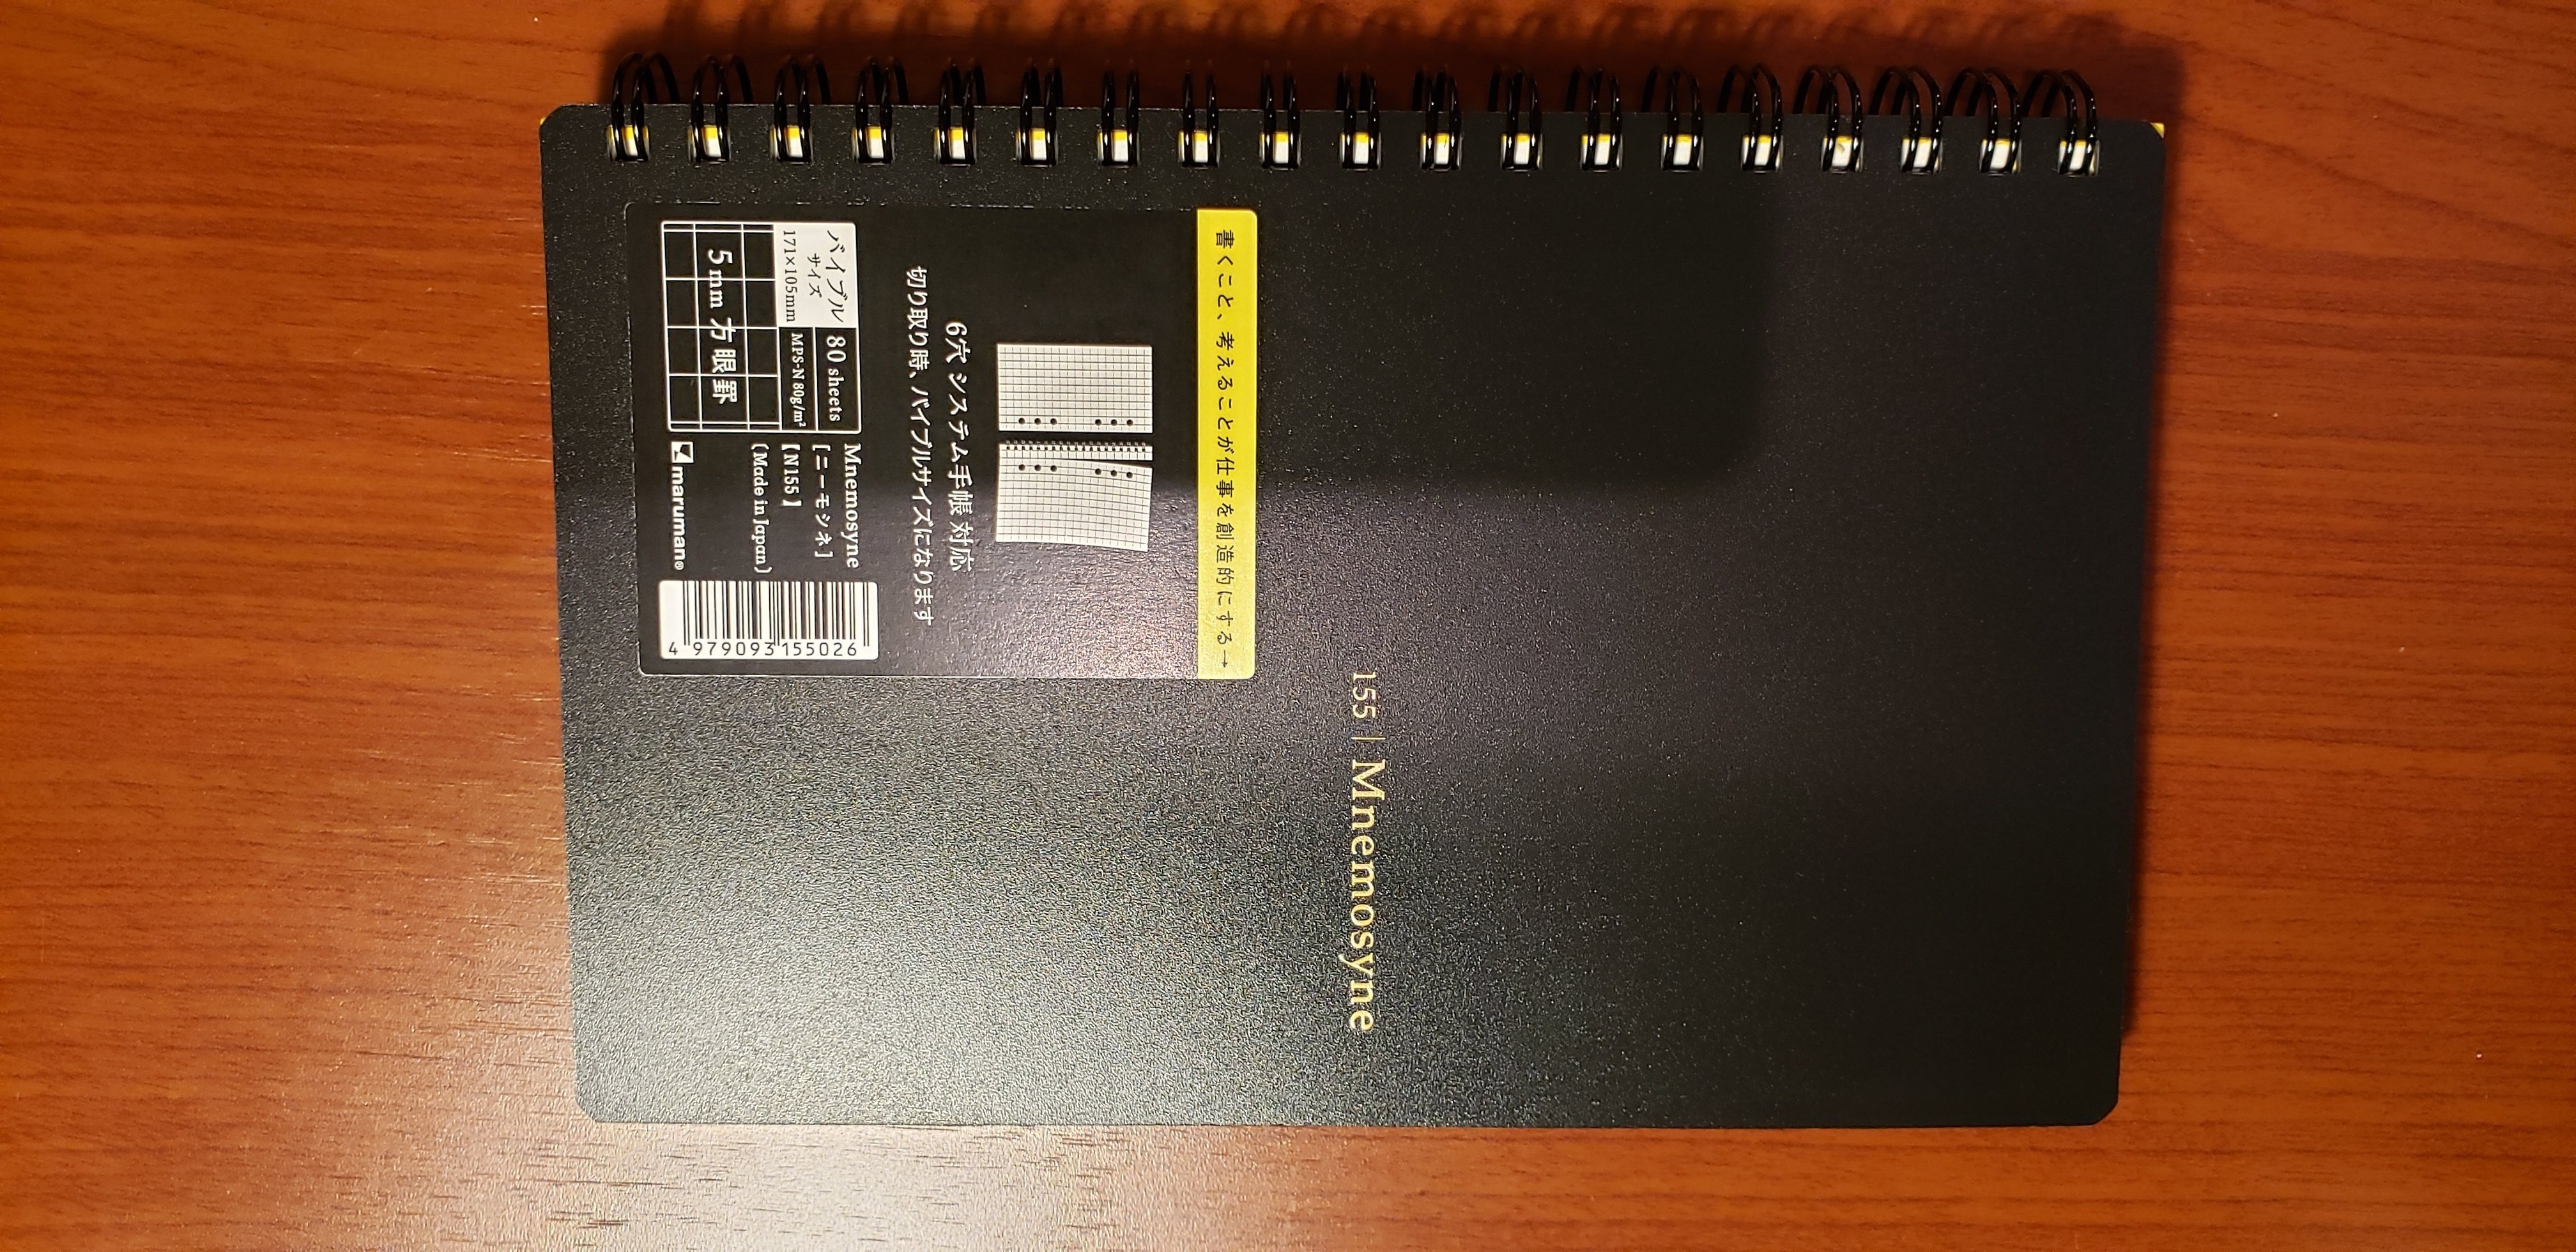 書くこと、考えることが仕事を創造的にする→
6穴 システム手帳 対応
切り取り時、バイブルサイズになります
バイブル
サイズ
171×105mm
80 sheets
MPS-N 80g/m²
5mm 方眼罫
Mnemosyne
[ニーモシネ]
【N155】
(Made in Japan)
maruman®
4 979093 155026
155 | Mnemosyne